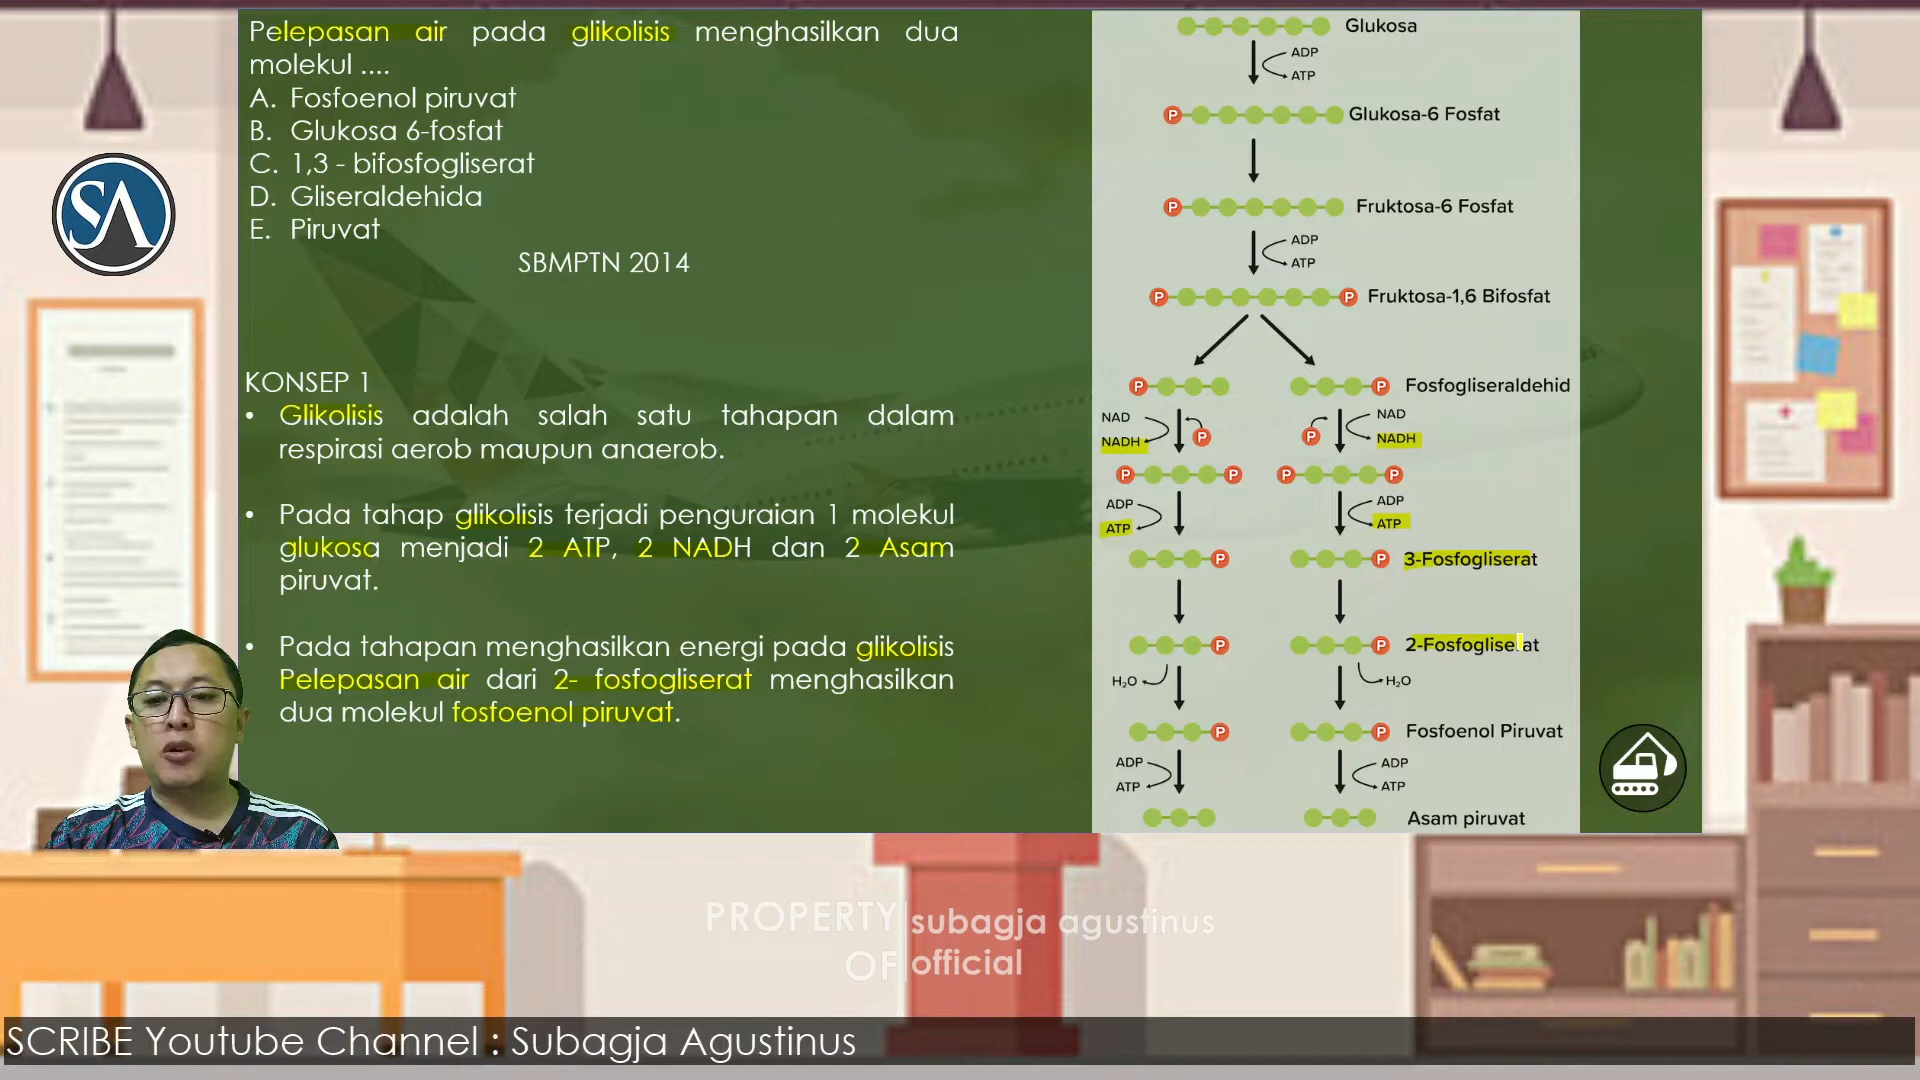 Pelepasan air pada glikolisis menghasilkan dua
molekul ....
A. Fosfoenol piruvat
B. Glukosa 6-fosfat
C. 1,3 - bifosfogliserat
D. Gliseraldehida
E. Piruvat
SBMPTN 2014
KONSEP 1
• Glikolisis adalah salah satu tahapan dalam
respirasi aerob maupun anaerob.
• Pada tahap glikolisis terjadi penguraian 1 molekul
glukosa menjadi 2 ATP, 2 NADH dan 2 Asam
piruvat.
• Pada tahapan menghasilkan energi pada glikolisis
Pelepasan air dari 2- fosfogliserat menghasilkan
dua molekul fosfoenol piruvat.
Glukosa
ADP
ATP
P Glukosa-6 Fosfat
P Fruktosa-6 Fosfat
ADP
ATP
P P Fruktosa-1,6 Bifosfat
P P Fosfogliseraldehid
NAD NAD
NADH P P NADH
P P P P
ADP ADP
ATP ATP
P P 3-Fosfogliserat
P P 2-Fosfogliserat
H₂O H₂O
P P Fosfoenol Piruvat
ADP ADP
ATP ATP
Asam piruvat
SA
PROPERTY subagja agustinus
OF official
SCRIBE Youtube Channel : Subagja Agustinus